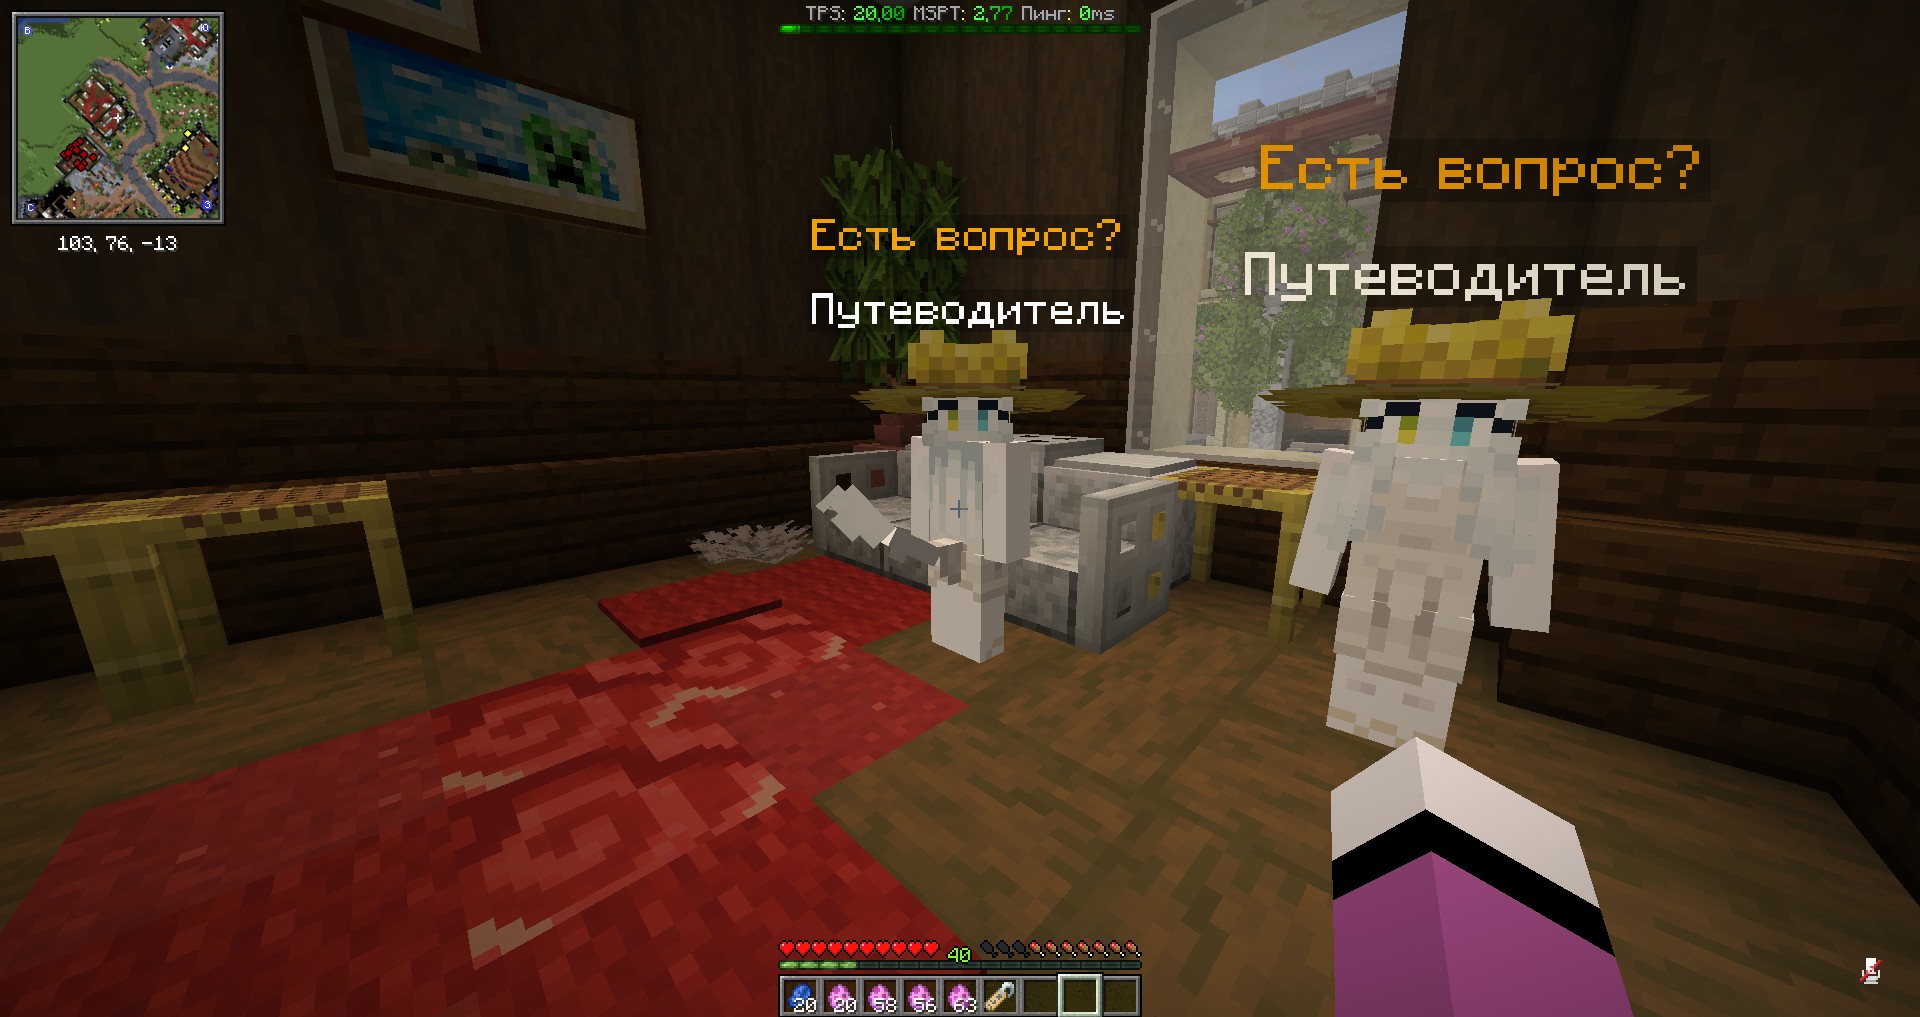 TPS: 20,00 MSPT: 2,77 Пинг: 0ms
В
Ю
С
З
103, 76, -13
Есть вопрос?
Путеводитель
Есть вопрос?
Путеводитель
40
20
20
58
56
63